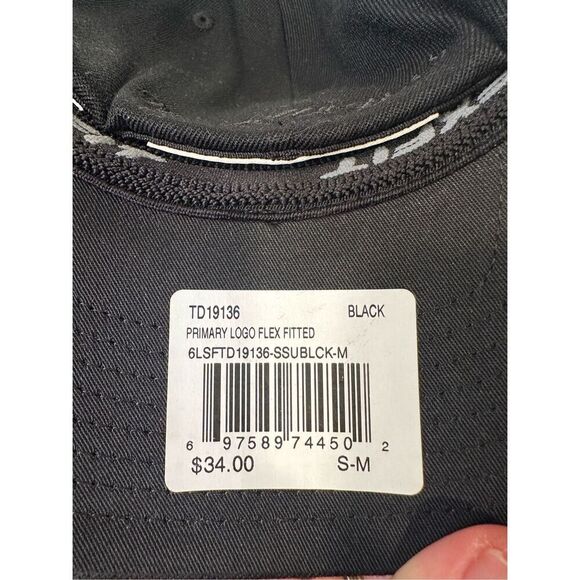 TD19136 BLACK
PRIMARY LOGO FLEX FITTED
6LSFTD19136-SSUBLCK-M
6 97589 74450 2
$34.00 S-M